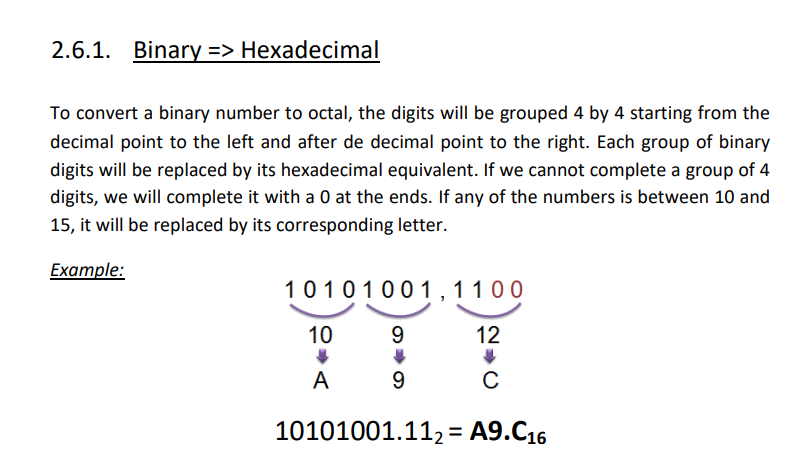 2.6.1. Binary => Hexadecimal
To convert a binary number to octal, the digits will be grouped 4 by 4 starting from the
decimal point to the left and after de decimal point to the right. Each group of binary
digits will be replaced by its hexadecimal equivalent. If we cannot complete a group of 4
digits, we will complete it with a 0 at the ends. If any of the numbers is between 10 and
15, it will be replaced by its corresponding letter.
Example:
1 0 1 0 1 0 0 1 , 1 1 0 0
10 9 12
A 9 C
10101001.11₂ = A9.C₁₆